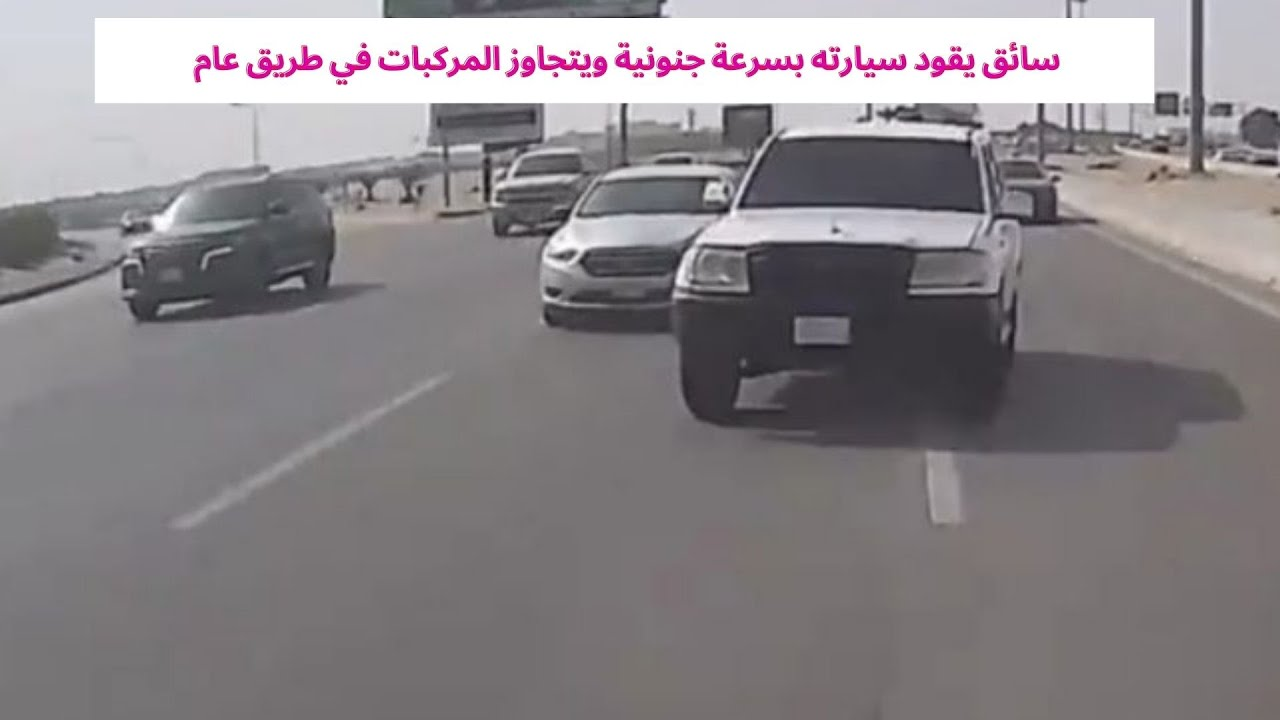 سائق يقود سيارته بسرعة جنونية ويتجاوز المركبات في طريق عام